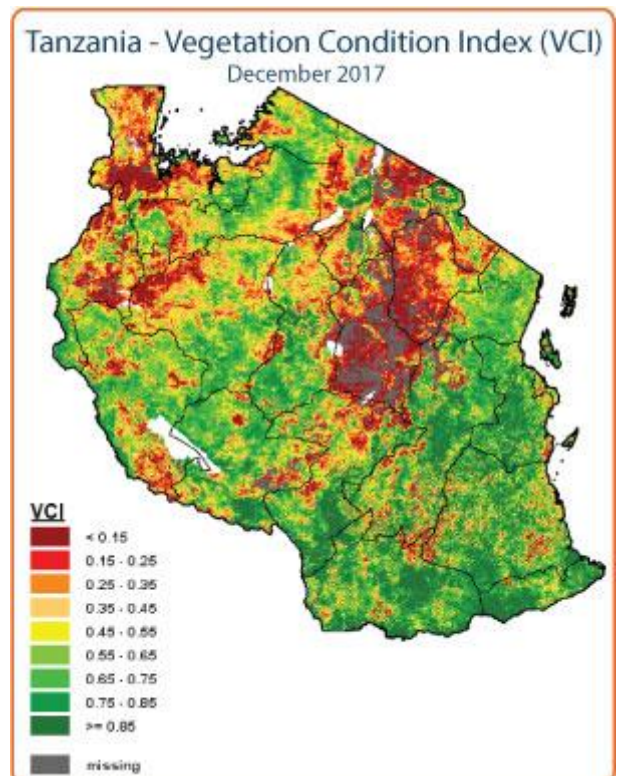 Tanzania - Vegetation Condition Index (VCI)
December 2017
VCI
< 0.15
0.15 - 0.25
0.25 - 0.35
0.35 - 0.45
0.45 - 0.55
0.55 - 0.65
0.65 - 0.75
0.75 - 0.85
>= 0.85
missing